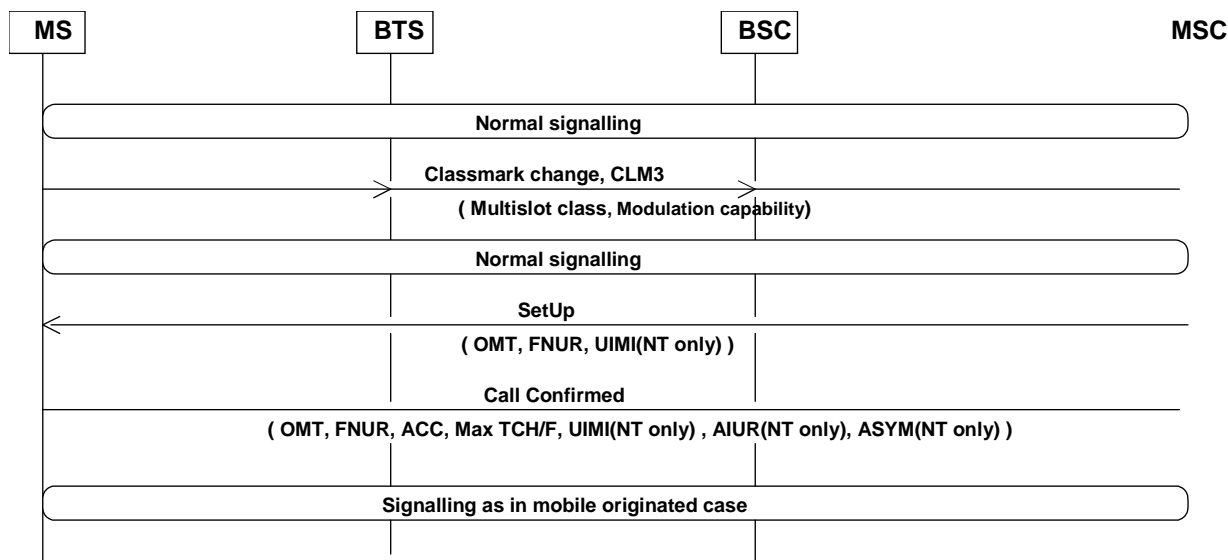 MS BTS BSC MSC
Normal signalling
Classmark change, CLM3
( Multislot class, Modulation capability)
Normal signalling
SetUp
( OMT, FNUR, UIMI(NT only) )
Call Confirmed
( OMT, FNUR, ACC, Max TCH/F, UIMI(NT only) , AIUR(NT only), ASYM(NT only) )
Signalling as in mobile originated case